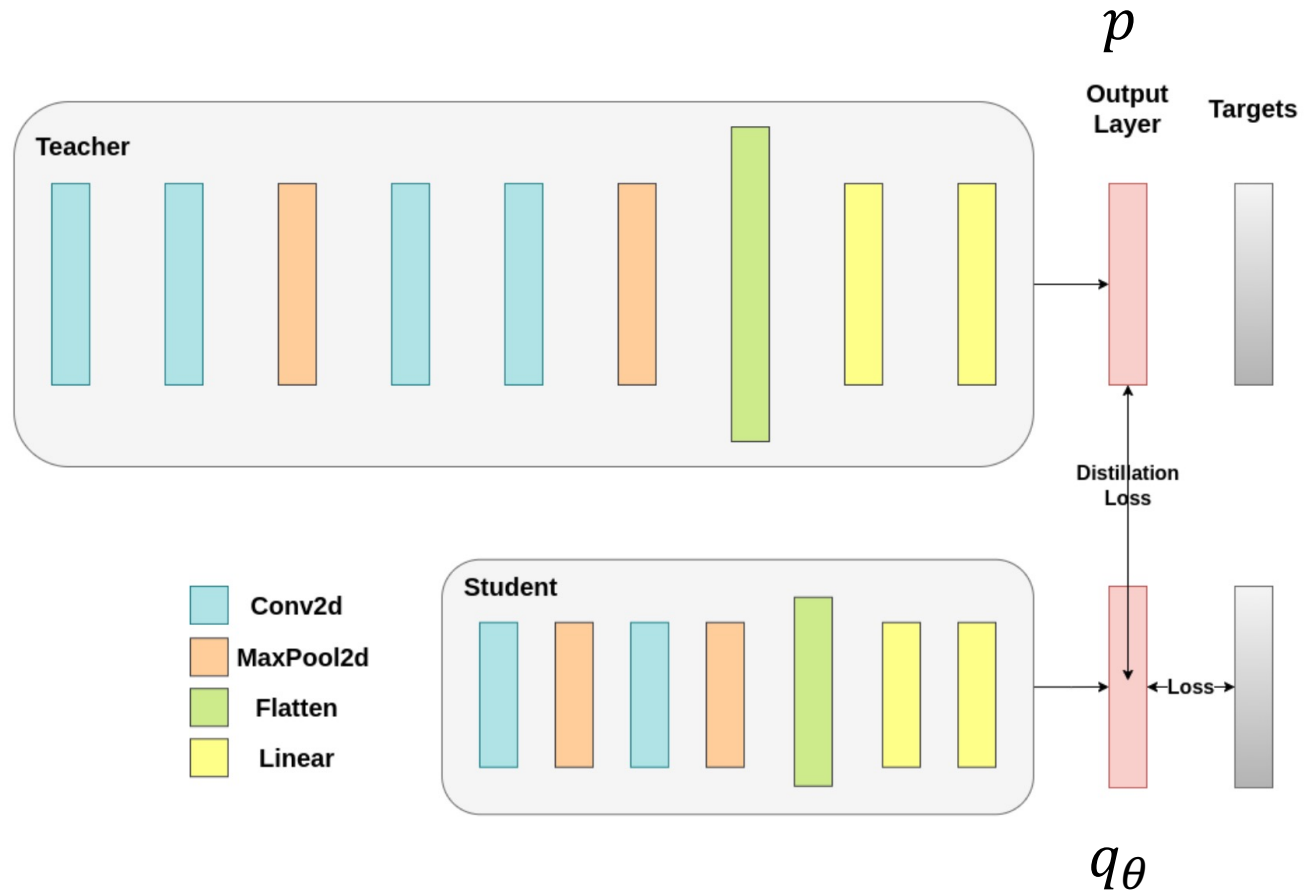 p
Output
Layer
Targets
Teacher
Distillation
Loss
Student
Conv2d
MaxPool2d
Flatten
Linear
Loss
qθ